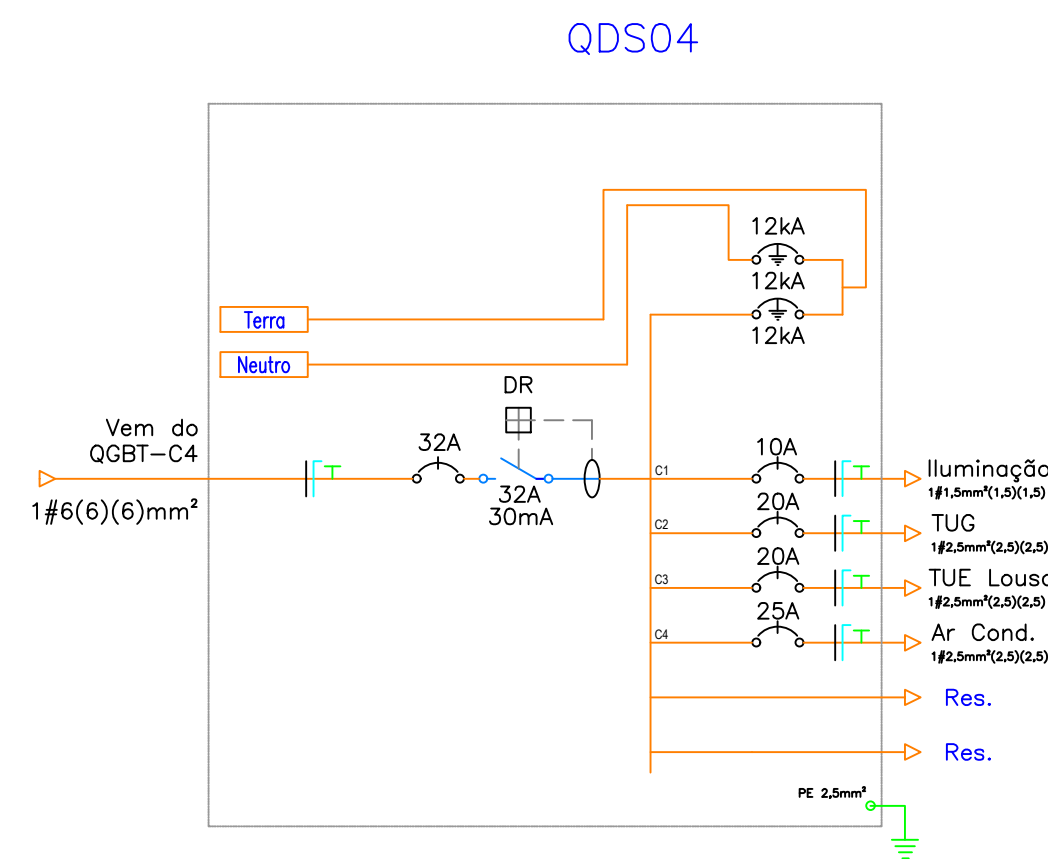 QDS04
12kA
12kA
12kA
Terra
Neutro
DR
Vem do
QGBT-C4
1#6(6)(6)mm²
32A
32A
30mA
C1
10A
Iluminação
1#1,5mm²(1,5)(1,5)
C2
20A
TUG
1#2,5mm²(2,5)(2,5)
C3
20A
TUE Lousa
1#2,5mm²(2,5)(2,5)
C4
25A
Ar Cond.
1#2,5mm²(2,5)(2,5)
Res.
Res.
PE 2,5mm²